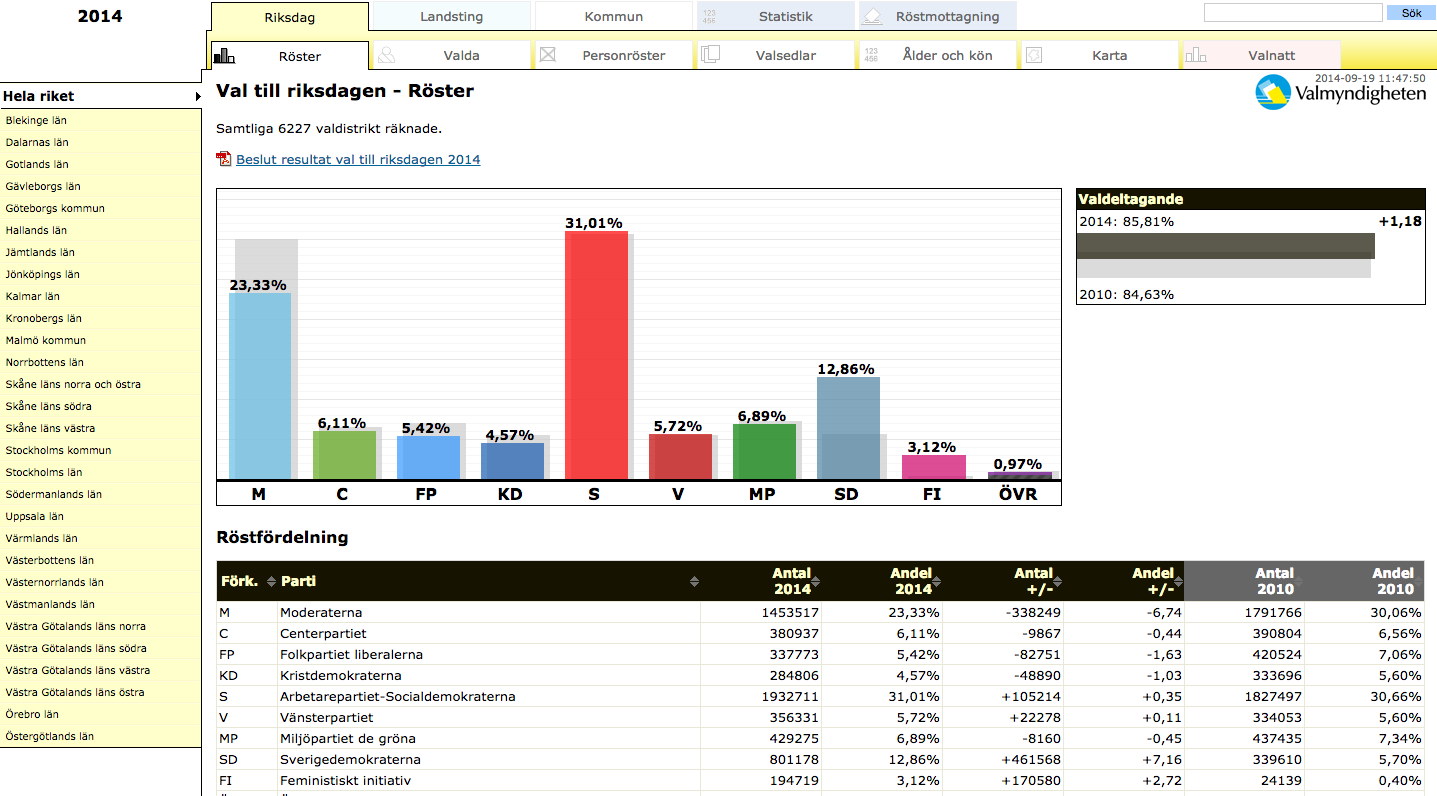 2014
Riksdag
Landsting
Kommun
123
456
Statistik
Röstmottagning
Sök
Röster
Valda
Personröster
Valsedlar
123
456
Ålder och kön
Karta
Valnatt
Hela riket
Blekinge län
Dalarnas län
Gotlands län
Gävleborgs län
Göteborgs kommun
Hallands län
Jämtlands län
Jönköpings län
Kalmar län
Kronobergs län
Malmö kommun
Norrbottens län
Skåne läns norra och östra
Skåne läns södra
Skåne läns västra
Stockholms kommun
Stockholms län
Södermanlands län
Uppsala län
Värmlands län
Västerbottens län
Västernorrlands län
Västmanlands län
Västra Götalands läns norra
Västra Götalands läns södra
Västra Götalands läns västra
Västra Götalands läns östra
Örebro län
Östergötlands län
Val till riksdagen - Röster
2014-09-19 11:47:50
Valmyndigheten
Samtliga 6227 valdistrikt räknade.
Beslut resultat val till riksdagen 2014
23,33% 6,11% 5,42% 4,57% 31,01% 5,72% 6,89% 12,86% 3,12% 0,97%
M C FP KD S V MP SD FI ÖVR
Valdeltagande
2014: 85,81% +1,18
2010: 84,63%
Röstfördelning
Förk. Parti Antal 2014 Andel 2014 Antal +/- Andel +/- Antal 2010 Andel 2010
M Moderaterna 1453517 23,33% -338249 -6,74 1791766 30,06%
C Centerpartiet 380937 6,11% -9867 -0,44 390804 6,56%
FP Folkpartiet liberalerna 337773 5,42% -82751 -1,63 420524 7,06%
KD Kristdemokraterna 284806 4,57% -48890 -1,03 333696 5,60%
S Arbetarepartiet-Socialdemokraterna 1932711 31,01% +105214 +0,35 1827497 30,66%
V Vänsterpartiet 356331 5,72% +22278 +0,11 334053 5,60%
MP Miljöpartiet de gröna 429275 6,89% -8160 -0,45 437435 7,34%
SD Sverigedemokraterna 801178 12,86% +461568 +7,16 339610 5,70%
FI Feministiskt initiativ 194719 3,12% +170580 +2,72 24139 0,40%